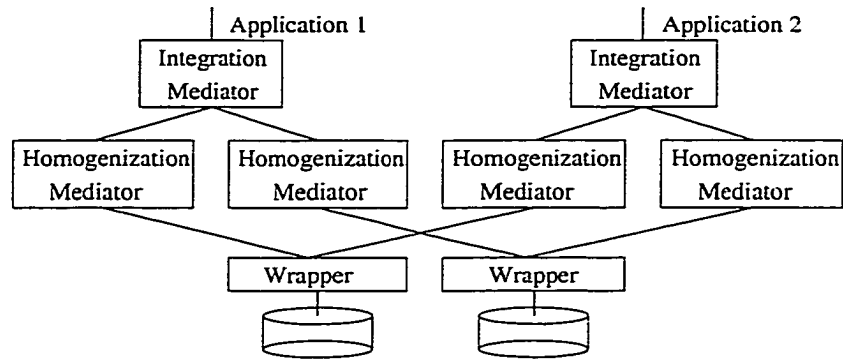 Application 1
Application 2
Integration
Mediator
Integration
Mediator
Homogenization
Mediator
Homogenization
Mediator
Homogenization
Mediator
Homogenization
Mediator
Wrapper
Wrapper